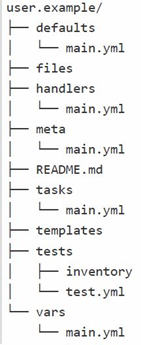 user.example/
├── defaults
│   └── main.yml
├── files
├── handlers
│   └── main.yml
├── meta
│   └── main.yml
├── README.md
├── tasks
│   └── main.yml
├── templates
├── tests
│   ├── inventory
│   └── test.yml
└── vars
    └── main.yml